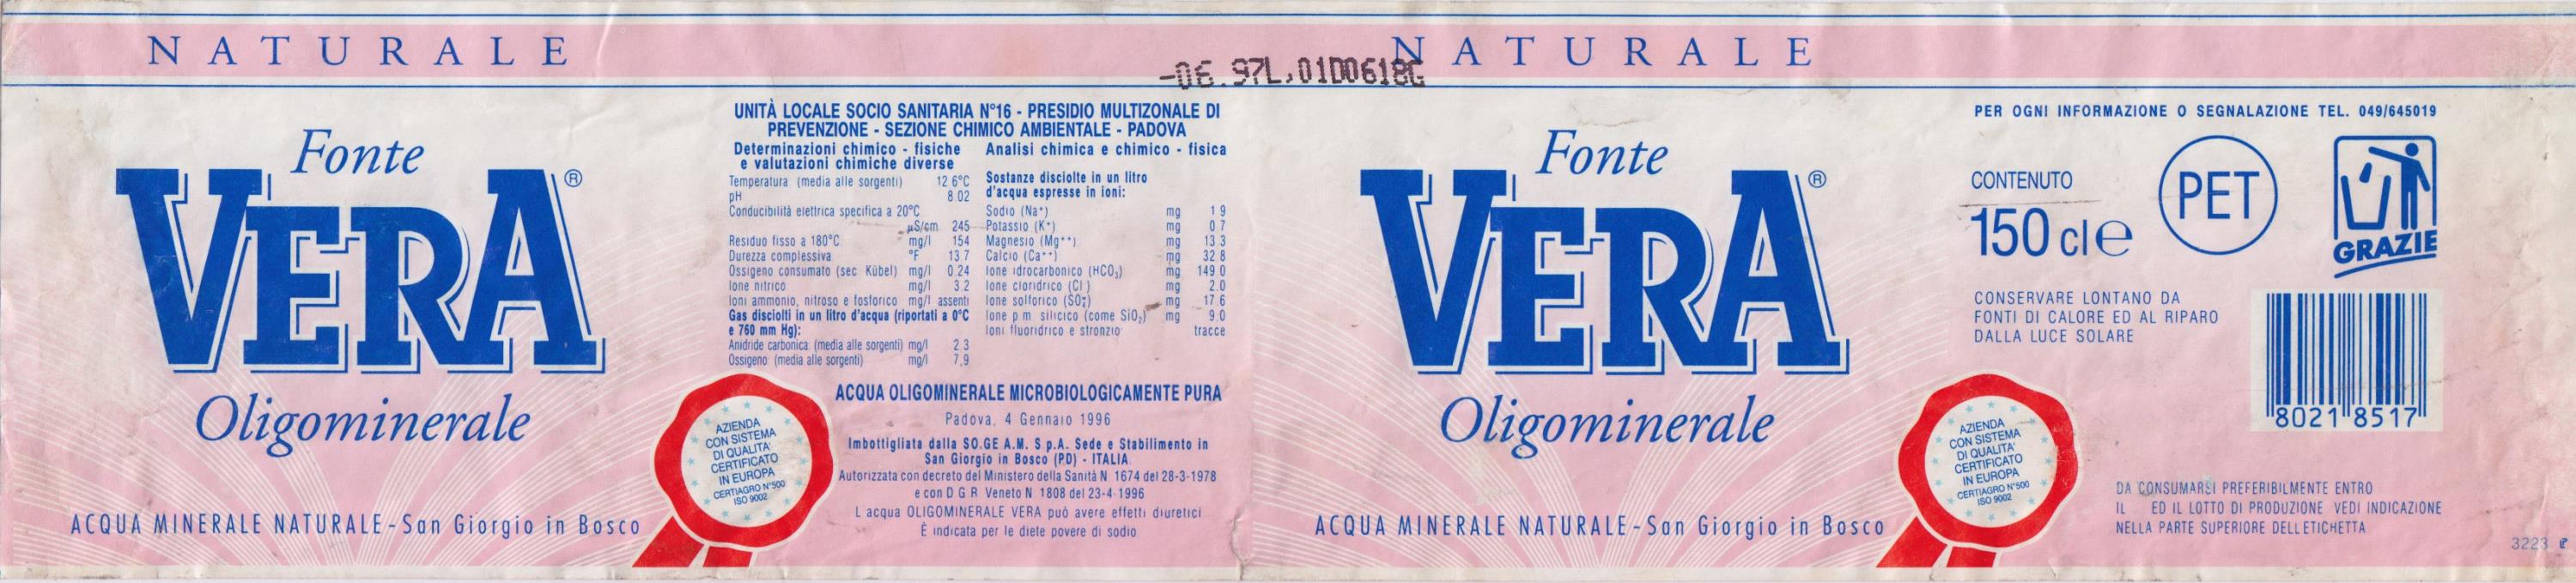 NATURALE
Fonte
VERA®
Oligominerale
ACQUA MINERALE NATURALE-San Giorgio in Bosco
AZIENDA
CON SISTEMA
DI QUALITA'
CERTIFICATO
IN EUROPA
CERTIAGRO N°500
ISO 9002
UNITÀ LOCALE SOCIO SANITARIA N°16 - PRESIDIO MULTIZONALE DI
PREVENZIONE - SEZIONE CHIMICO AMBIENTALE - PADOVA
Determinazioni chimico - fisiche
e valutazioni chimiche diverse
Temperatura (media alle sorgenti) 12 6°C
pH 8 02
Conducibilità elettrica specifica a 20°C
µS/cm 245
Residuo fisso a 180°C mg/l 154
Durezza complessiva °F 13.7
Ossigeno consumato (sec Kübel) mg/l 0.24
Ione nitrico mg/l 3.2
Ioni ammonio, nitroso e fosforico mg/l assenti
Gas disciolti in un litro d'acqua (riportati a 0°C
e 760 mm Hg):
Anidride carbonica: (media alle sorgenti) mg/l 2 3
Ossigeno: (media alle sorgenti) mg/l 7,9
Analisi chimica e chimico - fisica
Sostanze disciolte in un litro
d'acqua espresse in ioni:
Sodio (Na⁺) mg 1 9
Potassio (K⁺) mg 0 7
Magnesio (Mg⁺⁺) mg 13 3
Calcio (Ca⁺⁺) mg 32 8
Ione idrocarbonico (HCO₃) mg 149 0
Ione cloridrico (Cl ) mg 2.0
Ione solforico (SO₄) mg 17 6
Ione p m silicico (come SiO₂) mg 9.0
Ioni fluoridrico e stronzio tracce
ACQUA OLIGOMINERALE MICROBIOLOGICAMENTE PURA
Padova, 4 Gennaio 1996
Imbottigliata dalla SO.GE A.M. S p.A. Sede e Stabilimento in
San Giorgio in Bosco (PD) - ITALIA
Autorizzata con decreto del Ministero della Sanità N 1674 del 28-3-1978
e con D G R Veneto N 1808 del 23-4-1996
L acqua OLIGOMINERALE VERA può avere effetti diuretici
È indicata per le diete povere di sodio
-06.97L,01D0618G
NATURALE
Fonte
VERA®
Oligominerale
ACQUA MINERALE NATURALE-San Giorgio in Bosco
AZIENDA
CON SISTEMA
DI QUALITA'
CERTIFICATO
IN EUROPA
CERTIAGRO N°500
ISO 9002
PER OGNI INFORMAZIONE O SEGNALAZIONE TEL. 049/645019
CONTENUTO
150 cl e
PET
GRAZIE
CONSERVARE LONTANO DA
FONTI DI CALORE ED AL RIPARO
DALLA LUCE SOLARE
80218517
DA CONSUMARSI PREFERIBILMENTE ENTRO
IL ED IL LOTTO DI PRODUZIONE VEDI INDICAZIONE
NELLA PARTE SUPERIORE DELL ETICHETTA
3223